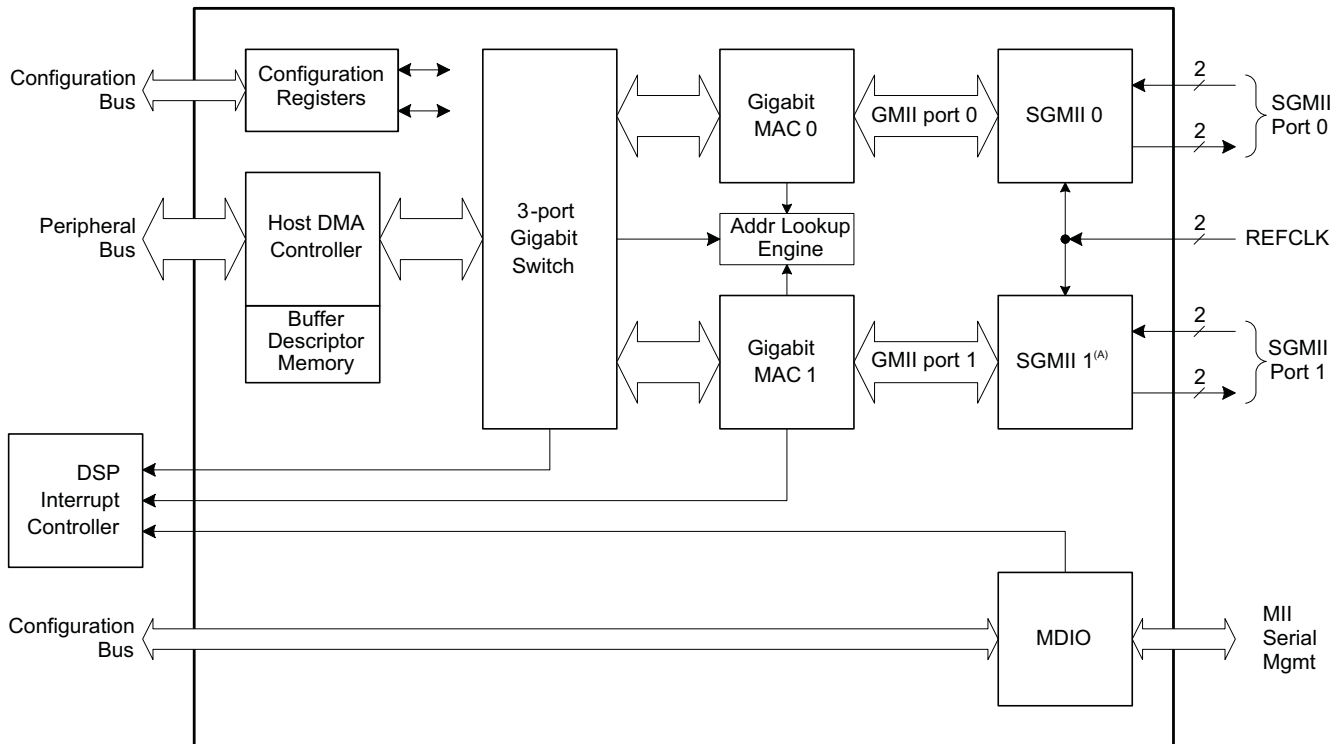 Configuration
Bus
Configuration
Registers
Peripheral
Bus
Host DMA
Controller
Buffer
Descriptor
Memory
3-port
Gigabit
Switch
Gigabit
MAC 0
GMII port 0
SGMII 0
2
2
SGMII
Port 0
Addr Lookup
Engine
2
REFCLK
Gigabit
MAC 1
GMII port 1
SGMII 1(A)
2
2
SGMII
Port 1
DSP
Interrupt
Controller
Configuration
Bus
MDIO
MII
Serial
Mgmt